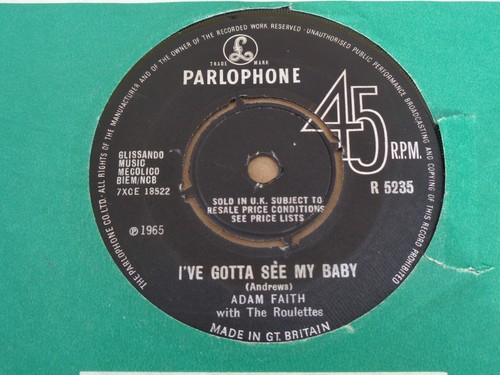 THE PARLOPHONE CO. LTD. ALL RIGHTS OF THE MANUFACTURER AND OF THE OWNER OF THE RECORDED WORK RESERVED. UNAUTHORISED PUBLIC PERFORMANCE BROADCASTING AND COPYING OF THIS RECORD PROHIBITED
£
TRADE MARK
PARLOPHONE
45
R.P.M.
GLISSANDO
MUSIC
MECOLICO
BIEM/NCB
7XCE 18522
R 5235
SOLD IN U.K. SUBJECT TO
RESALE PRICE CONDITIONS,
SEE PRICE LISTS
℗ 1965
I'VE GOTTA SEE MY BABY
(Andrews)
ADAM FAITH
with The Roulettes
MADE IN GT. BRITAIN